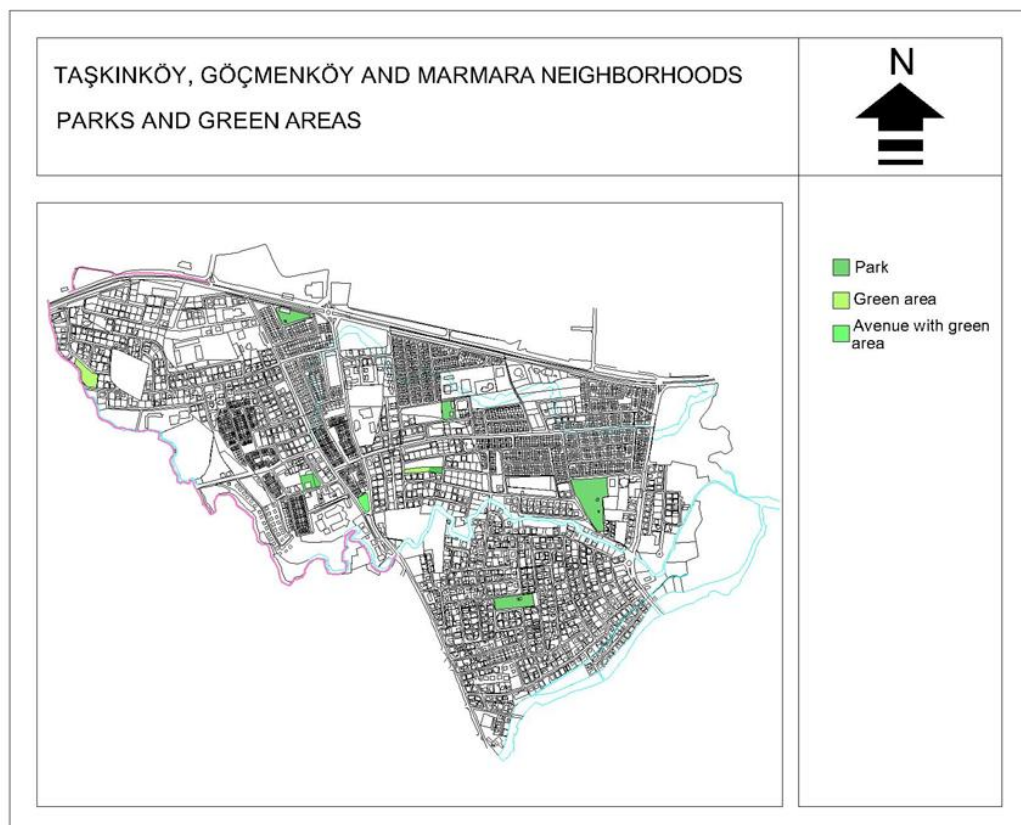 TAŞKINKÖY, GÖÇMENKÖY AND MARMARA NEIGHBORHOODS
PARKS AND GREEN AREAS
N
Park
Green area
Avenue with green
area